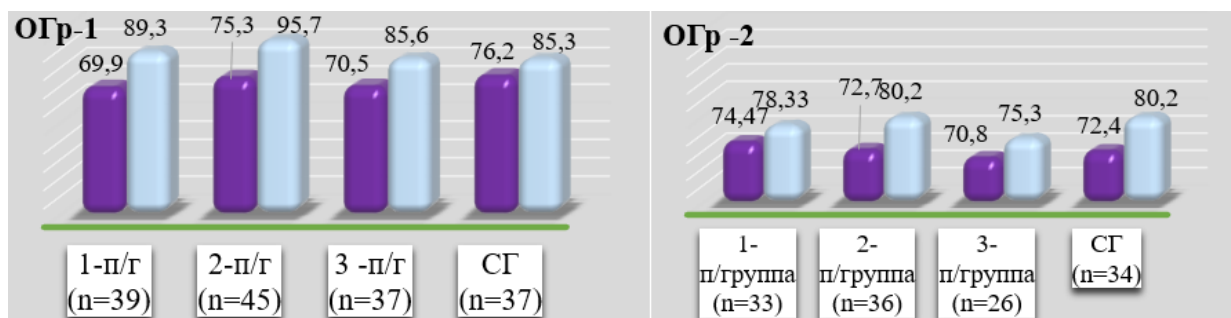 ОГр-1
69,9
89,3
75,3
95,7
70,5
85,6
76,2
85,3
1-п/г
(n=39)
2-п/г
(n=45)
3 -п/г
(n=37)
СГ
(n=37)
ОГр -2
74,47
78,33
72,7
80,2
70,8
75,3
72,4
80,2
1-
п/группа
(n=33)
2-
п/группа
(n=36)
3-
п/группа
(n=26)
СГ
(n=34)